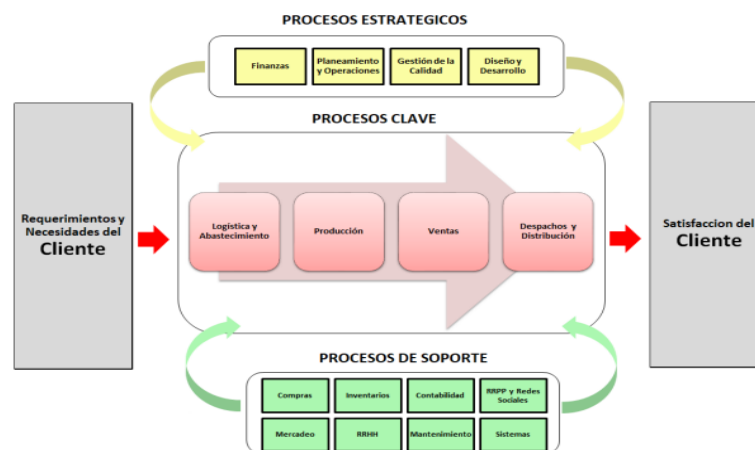 PROCESOS ESTRATEGICOS
Finanzas
Planeamiento
y Operaciones
Gestión de la
Calidad
Diseño y
Desarrollo
PROCESOS CLAVE
Requerimientos y
Necesidades del
Cliente
Logística y
Abastecimiento
Producción
Ventas
Despachos y
Distribución
Satisfaccion del
Cliente
PROCESOS DE SOPORTE
Compras
Inventarios
Contabilidad
RRPP y Redes
Sociales
Mercadeo
RRHH
Mantenimiento
Sistemas